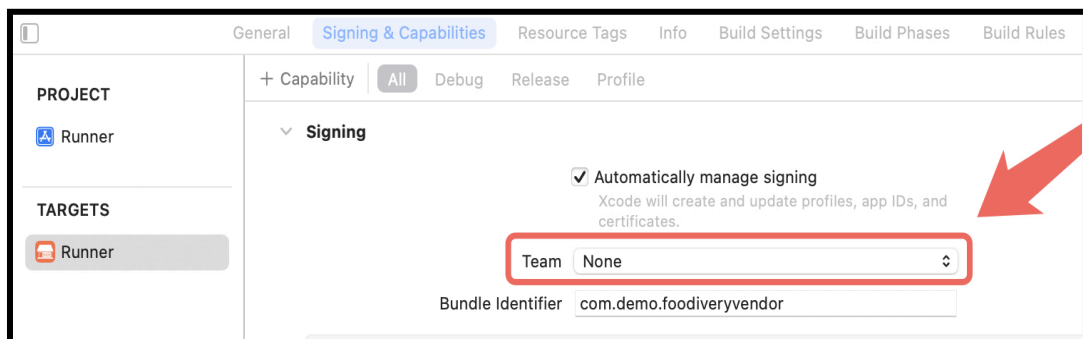 General Signing & Capabilities Resource Tags Info Build Settings Build Phases Build Rules
+ Capability All Debug Release Profile
PROJECT
Runner
Signing
Automatically manage signing
Xcode will create and update profiles, app IDs, and
certificates.
TARGETS
Runner
Team None
Bundle Identifier com.demo.foodiveryvendor